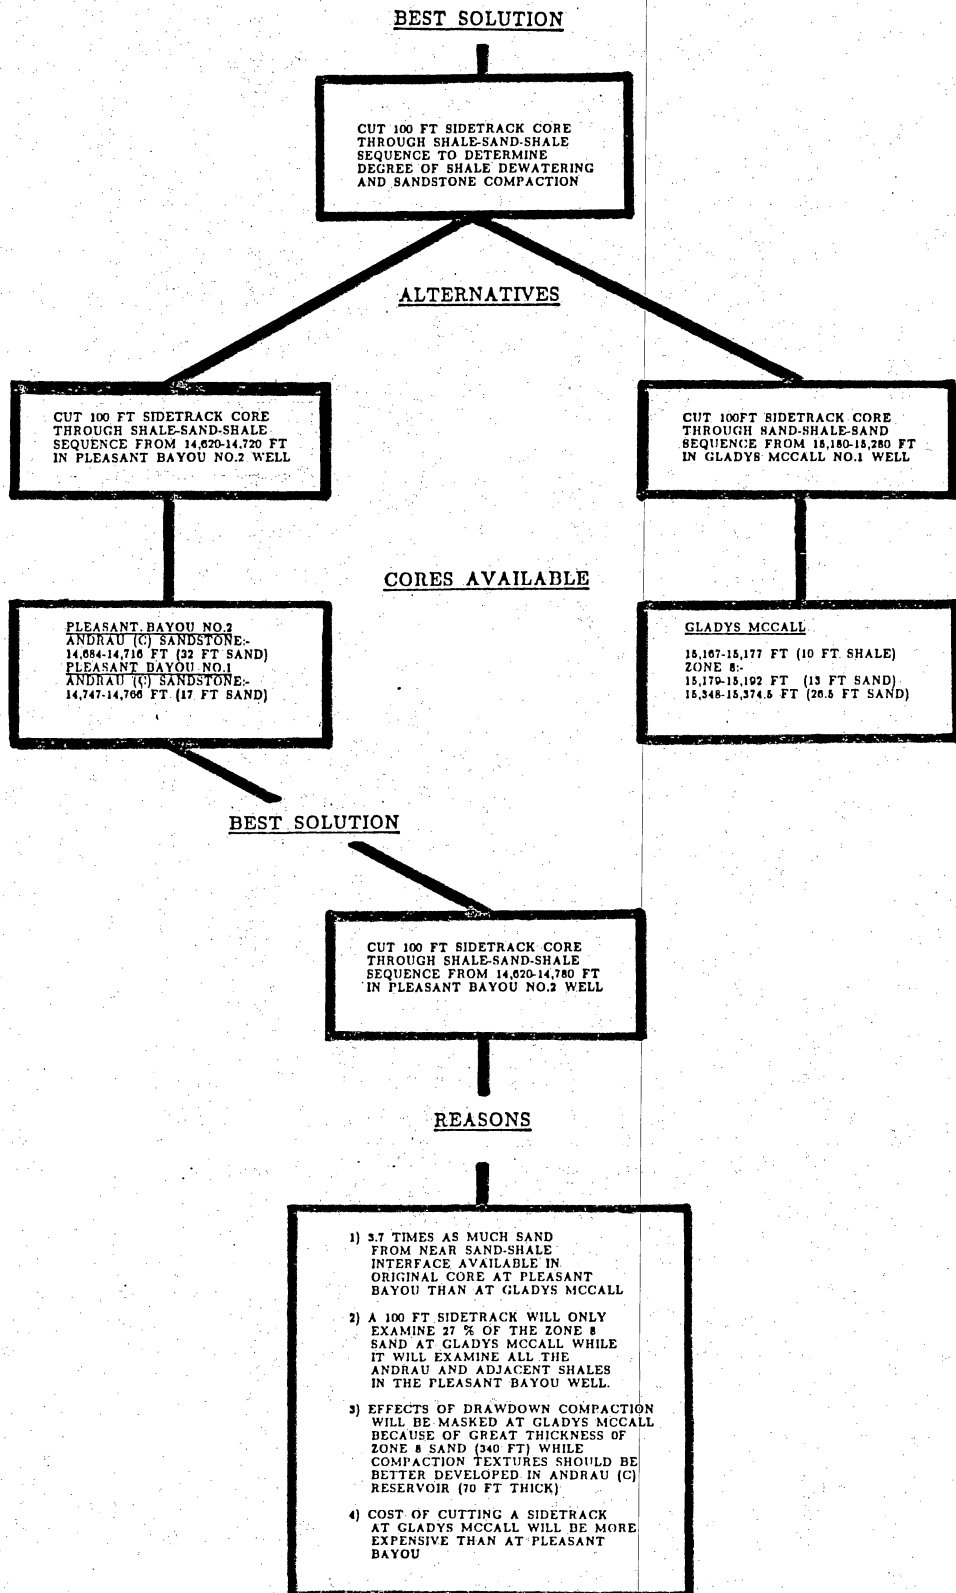 BEST SOLUTION
CUT 100 FT SIDETRACK CORE
THROUGH SHALE-SAND-SHALE
SEQUENCE TO DETERMINE
DEGREE OF SHALE DEWATERING
AND SANDSTONE COMPACTION
ALTERNATIVES
CUT 100 FT SIDETRACK CORE
THROUGH SHALE-SAND-SHALE
SEQUENCE FROM 14,620-14,720 FT
IN PLEASANT BAYOU NO.2 WELL
CUT 100FT SIDETRACK CORE
THROUGH SAND-SHALE-SAND
SEQUENCE FROM 15,180-15,280 FT
IN GLADYS MCCALL NO.1 WELL
CORES AVAILABLE
PLEASANT BAYOU NO.2
ANDRAU (C) SANDSTONE:-
14,684-14,716 FT (32 FT SAND)
PLEASANT BAYOU NO.1
ANDRAU (C) SANDSTONE:-
14,747-14,766 FT (17 FT SAND)
GLADYS MCCALL
15,167-15,177 FT (10 FT SHALE)
ZONE 8:-
15,179-15,192 FT (13 FT SAND)
15,348-15,374.5 FT (26.5 FT SAND)
BEST SOLUTION
CUT 100 FT SIDETRACK CORE
THROUGH SHALE-SAND-SHALE
SEQUENCE FROM 14,620-14,780 FT
IN PLEASANT BAYOU NO.2 WELL
REASONS
1) 3.7 TIMES AS MUCH SAND
FROM NEAR SAND-SHALE
INTERFACE AVAILABLE IN
ORIGINAL CORE AT PLEASANT
BAYOU THAN AT GLADYS MCCALL
2) A 100 FT SIDETRACK WILL ONLY
EXAMINE 27 % OF THE ZONE 8
SAND AT GLADYS MCCALL WHILE
IT WILL EXAMINE ALL THE
ANDRAU AND ADJACENT SHALES
IN THE PLEASANT BAYOU WELL.
3) EFFECTS OF DRAWDOWN COMPACTION
WILL BE MASKED AT GLADYS MCCALL
BECAUSE OF GREAT THICKNESS OF
ZONE 8 SAND (340 FT) WHILE
COMPACTION TEXTURES SHOULD BE
BETTER DEVELOPED IN ANDRAU (C)
RESERVOIR (70 FT THICK)
4) COST OF CUTTING A SIDETRACK
AT GLADYS MCCALL WILL BE MORE
EXPENSIVE THAN AT PLEASANT
BAYOU